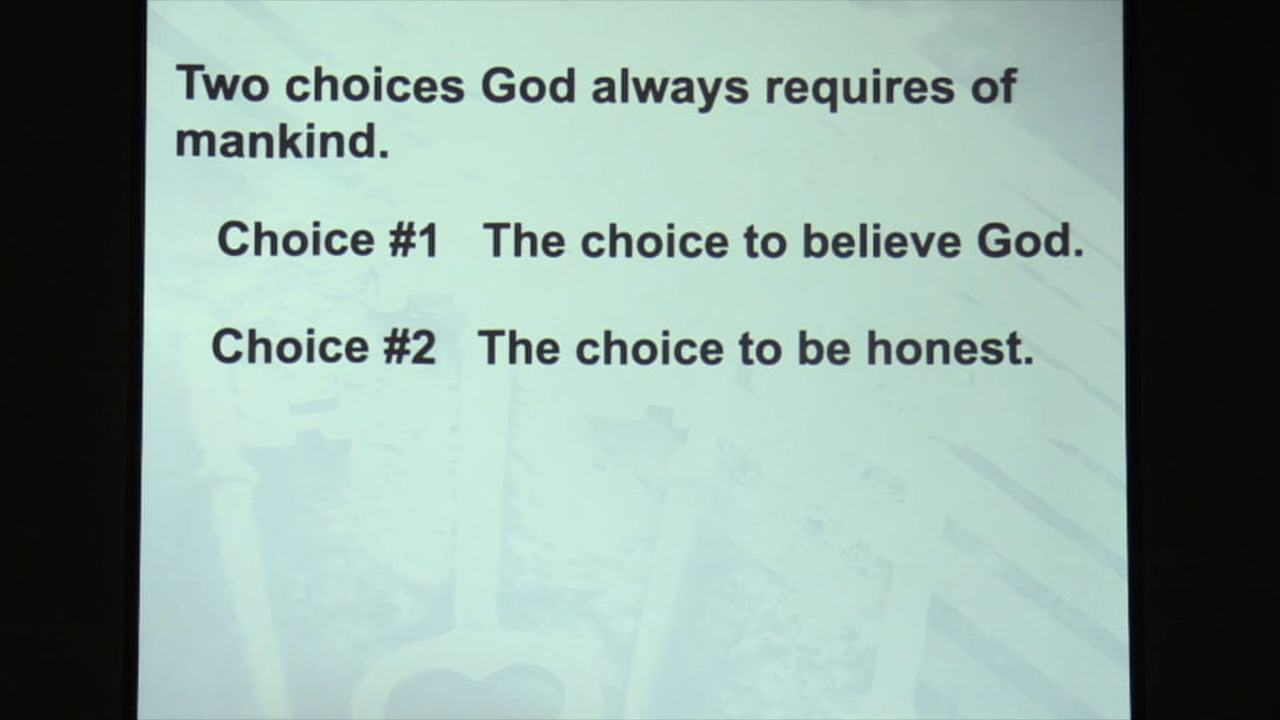 Two choices God always requires of
mankind.
Choice #1 The choice to believe God.
Choice #2 The choice to be honest.